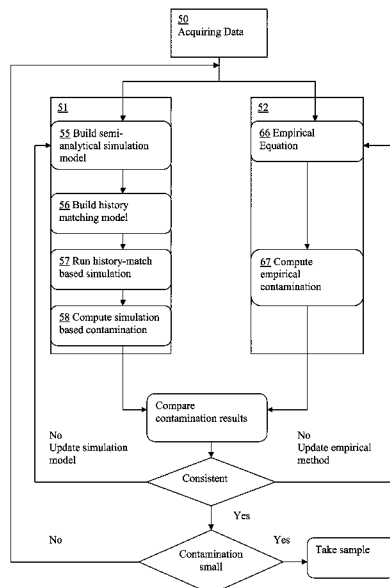 50
Acquiring Data
51
52
55 Build semi-
analytical simulation
model
66 Empirical
Equation
56 Build history
matching model
57 Run history-match
based simulation
67 Compute
empirical
contamination
58 Compute simulation
based contamination
Compare
contamination results
No
Update simulation
model
No
Update empirical
method
Consistent
Yes
No
Contamination
small
Yes
Take sample